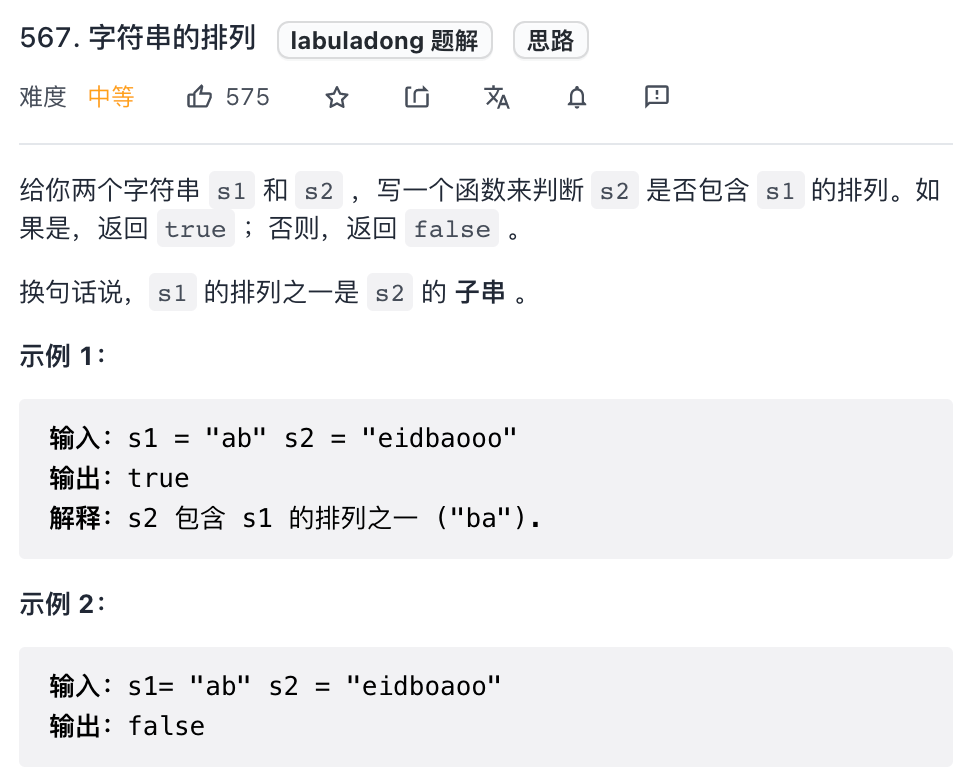 567. 字符串的排列 labuladong 题解 思路
难度 中等 575
给你两个字符串 s1 和 s2 ，写一个函数来判断 s2 是否包含 s1 的排列。如
果是，返回 true ；否则，返回 false 。
换句话说，s1 的排列之一是 s2 的 子串 。
示例 1：
输入：s1 = "ab" s2 = "eidbaooo"
输出：true
解释：s2 包含 s1 的排列之一 ("ba").
示例 2：
输入：s1= "ab" s2 = "eidboaoo"
输出：false